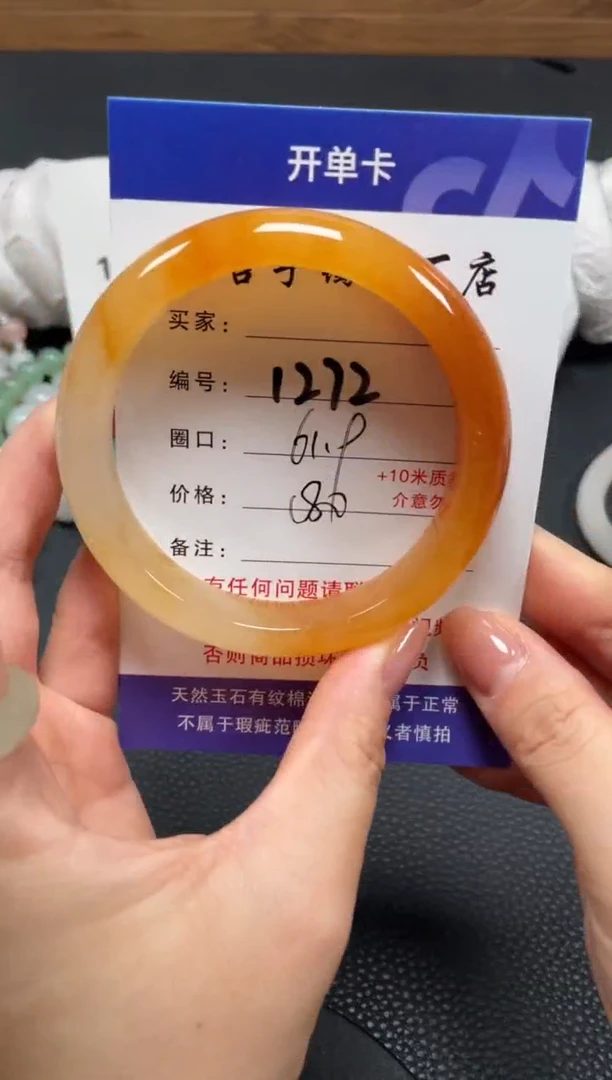 开单卡
店
买家：
编号：1272
圈口：61.9
+10米质
介意勿
价格：
备注：
有任何问题请联
否则商品损坏
负
天然玉石有纹棉 属于正常
不属于瑕疵范 者慎拍